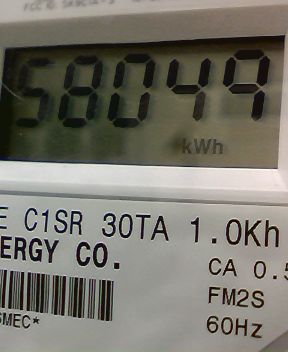 58049
kWh
E C1SR 30TA 1.0Kh
ERGY CO.
CA 0.5
FM2S
SMEC*
60Hz